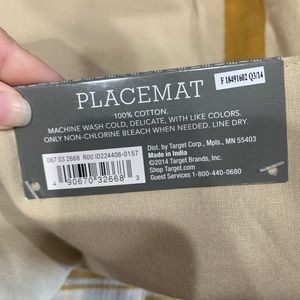 F 18491602 Q3/14
PLACEMAT
100% COTTON.
MACHINE WASH COLD, DELICATE, WITH LIKE COLORS.
ONLY NON-CHLORINE BLEACH WHEN NEEDED. LINE DRY.
067 03 2668 R00 ID224406-0157
4 90670 32668 3
Dist. by Target Corp., Mpls, MN 55403
Made in India
©2014 Target Brands, Inc.
Shop Target.com
Guest Services 1-800-440-0680